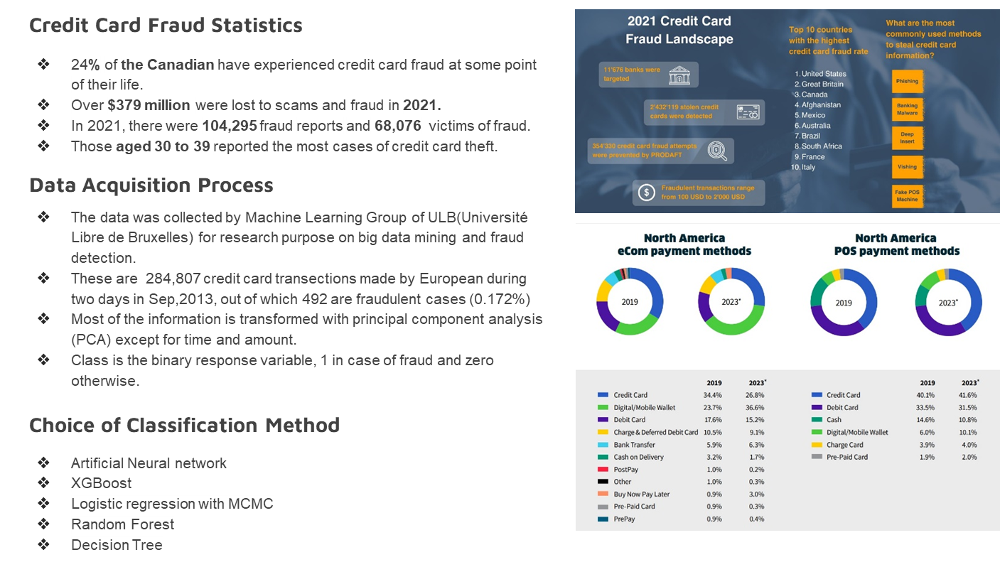 Credit Card Fraud Statistics
❖ 24% of the Canadian have experienced credit card fraud at some point
of their life.
❖ Over $379 million were lost to scams and fraud in 2021.
❖ In 2021, there were 104,295 fraud reports and 68,076 victims of fraud.
❖ Those aged 30 to 39 reported the most cases of credit card theft.
Data Acquisition Process
❖ The data was collected by Machine Learning Group of ULB(Université
Libre de Bruxelles) for research purpose on big data mining and fraud
detection.
❖ These are 284,807 credit card transections made by European during
two days in Sep,2013, out of which 492 are fraudulent cases (0.172%)
❖ Most of the information is transformed with principal component analysis
(PCA) except for time and amount.
❖ Class is the binary response variable, 1 in case of fraud and zero
otherwise.
Choice of Classification Method
❖ Artificial Neural network
❖ XGBoost
❖ Logistic regression with MCMC
❖ Random Forest
❖ Decision Tree
2021 Credit Card
Fraud Landscape
11'676 banks were
targeted
2'432'119 stolen credit
cards were detected
354'330 credit card fraud attempts
were prevented by PRODAFT
$
Fraudulent transactions range
from 100 USD to 2'000 USD
Top 10 countries
with the highest
credit card fraud rate
1. United States
2. Great Britain
3. Canada
4. Afghanistan
5. Mexico
6. Australia
7. Brazil
8. South Africa
9. France
10. Italy
What are the most
commonly used methods
to steal credit card
information?
Phishing
Banking
Malware
Deep
Insert
Vishing
Fake POS
Machine
North America
eCom payment methods
2019
2023*
North America
POS payment methods
2019
2023*
2019 2023*
Credit Card 34.4% 26.8%
Digital/Mobile Wallet 23.7% 36.6%
Debit Card 17.6% 15.2%
Charge & Deferred Debit Card 10.5% 9.1%
Bank Transfer 5.9% 6.3%
Cash on Delivery 3.2% 1.7%
PostPay 1.0% 0.2%
Other 1.0% 0.3%
Buy Now Pay Later 0.9% 3.0%
Pre-Paid Card 0.9% 0.3%
PrePay 0.9% 0.4%
2019 2023*
Credit Card 40.1% 41.6%
Debit Card 33.5% 31.5%
Cash 14.6% 10.8%
Digital/Mobile Wallet 6.0% 10.1%
Charge Card 3.9% 4.0%
Pre-Paid Card 1.9% 2.0%